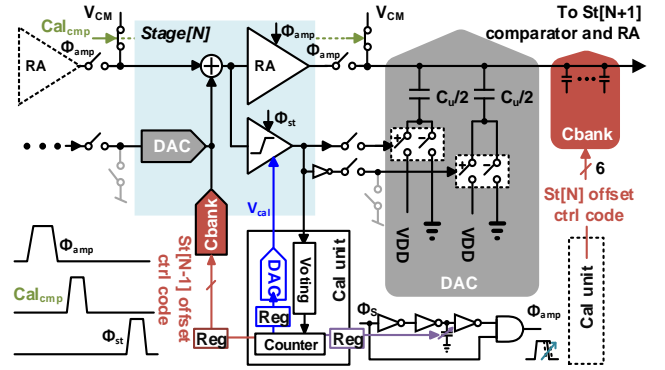 V_CM
V_CM
To St[N+1]
comparator and RA
Cal_cmp
Φ_amp
Stage[N]
Φ_amp
Φ_amp
RA
RA
C_u/2
C_u/2
Cbank
Φ_st
DAC
6
St[N] offset
ctrl code
V_cal
Cbank
VDD
VDD
DAC
Φ_amp
Cal_cmp
Φ_st
St[N-1] offset
ctrl code
DAC
Voting
Cal unit
Reg
Reg
Counter
Reg
Φ_S
Φ_amp
Cal unit